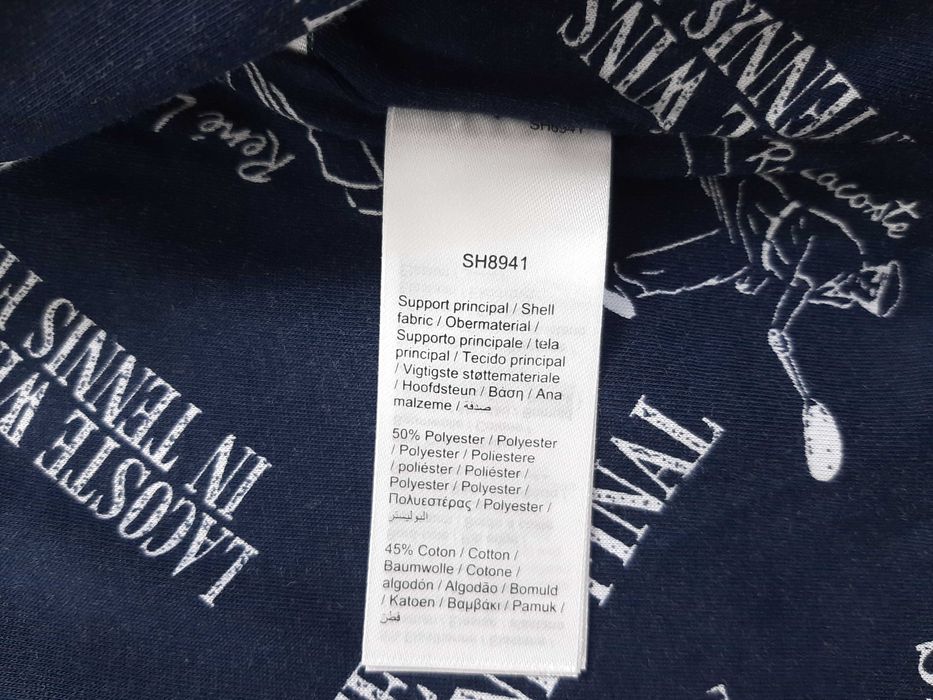 SH8941
SH8941
Support principal / Shell
fabric / Obermaterial /
Supporto principale / tela
principal / Tecido principal
/ Vigtigste støttemateriale
/ Hoofdsteun / Βάση / Ana
malzeme / صدفة
50% Polyester / Polyester
/ Polyester / Poliestere
/ poliéster / Poliéster /
Polyester / Polyester /
Πολυεστέρας / Polyester /
البوليستر
45% Coton / Cotton /
Baumwolle / Cotone /
algodón / Algodão / Bomuld
/ Katoen / Βαμβάκι / Pamuk /
قطن
René L
R. Lacoste
WINS
TENNIS
LACOSTE W
IN TENNIS
FINAL